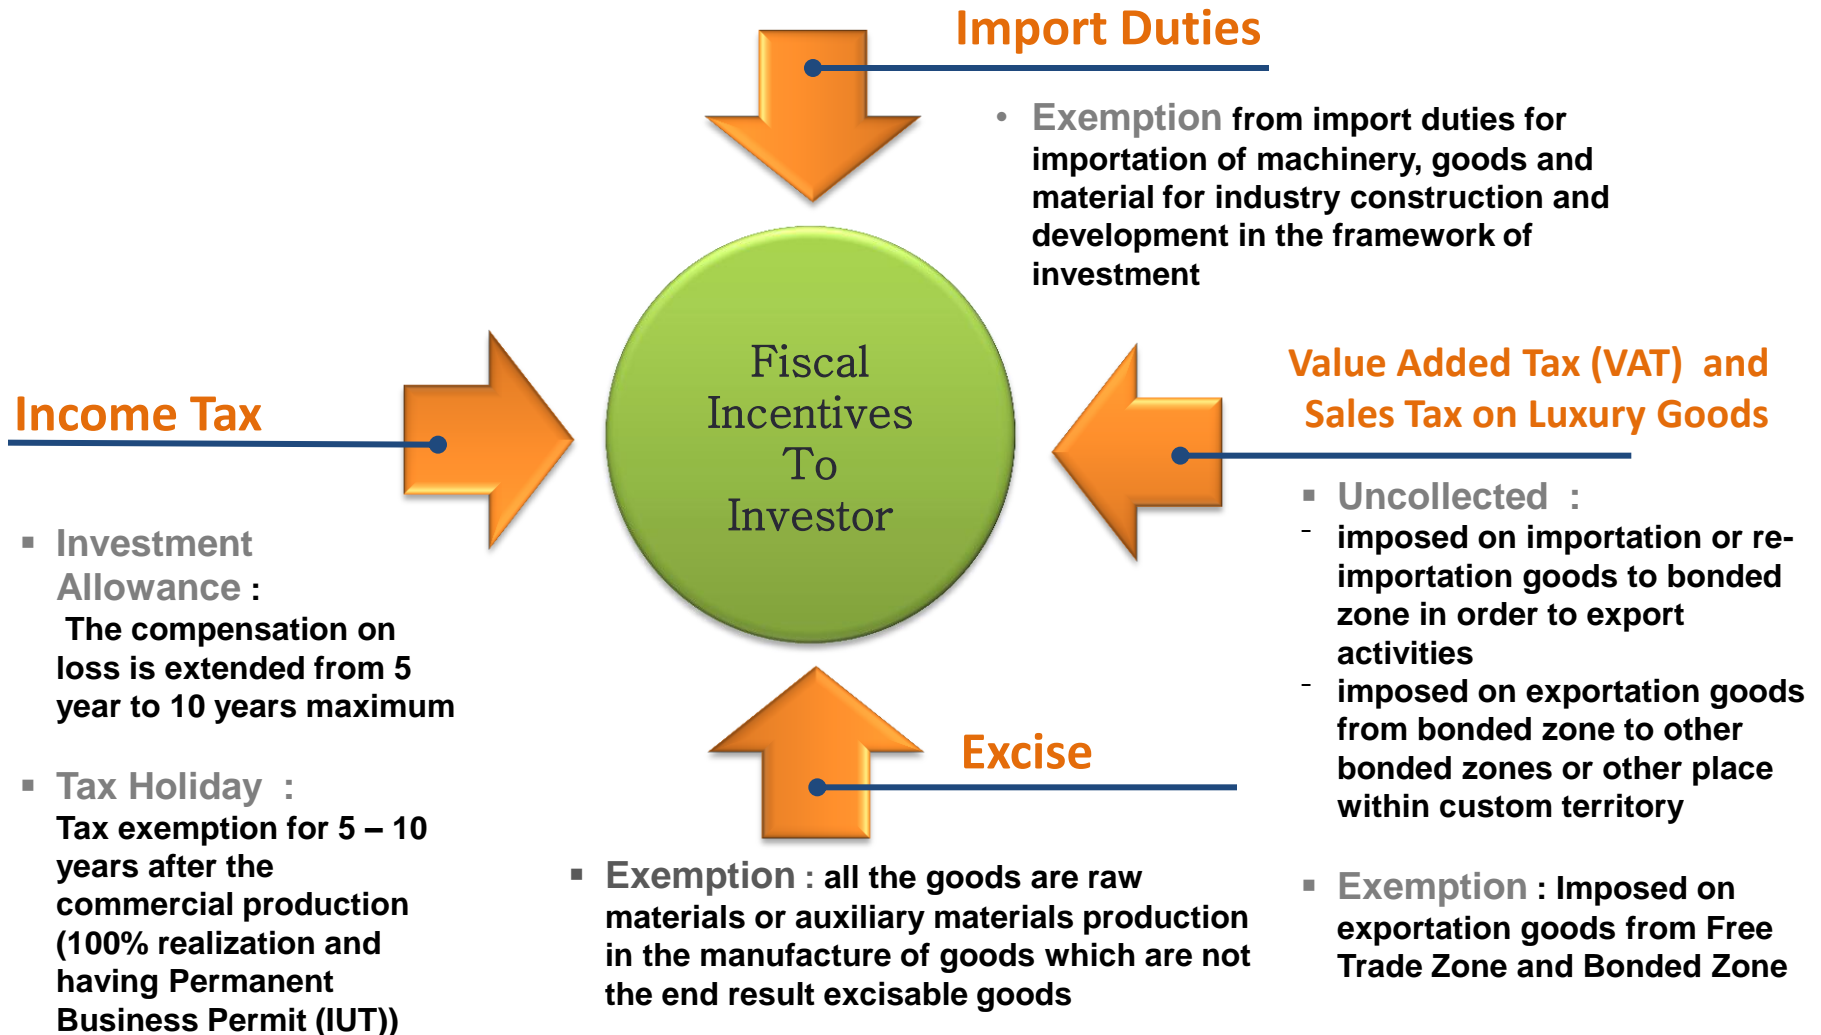 Import Duties
• Exemption from import duties for
importation of machinery, goods and
material for industry construction and
development in the framework of
investment
Fiscal
Incentives
To
Investor
Income Tax
▪ Investment
Allowance :
The compensation on
loss is extended from 5
year to 10 years maximum
▪ Tax Holiday :
Tax exemption for 5 – 10
years after the
commercial production
(100% realization and
having Permanent
Business Permit (IUT))
Value Added Tax (VAT) and
Sales Tax on Luxury Goods
▪ Uncollected :
- imposed on importation or re-
importation goods to bonded
zone in order to export
activities
- imposed on exportation goods
from bonded zone to other
bonded zones or other place
within custom territory
▪ Exemption : Imposed on
exportation goods from Free
Trade Zone and Bonded Zone
Excise
▪ Exemption : all the goods are raw
materials or auxiliary materials production
in the manufacture of goods which are not
the end result excisable goods